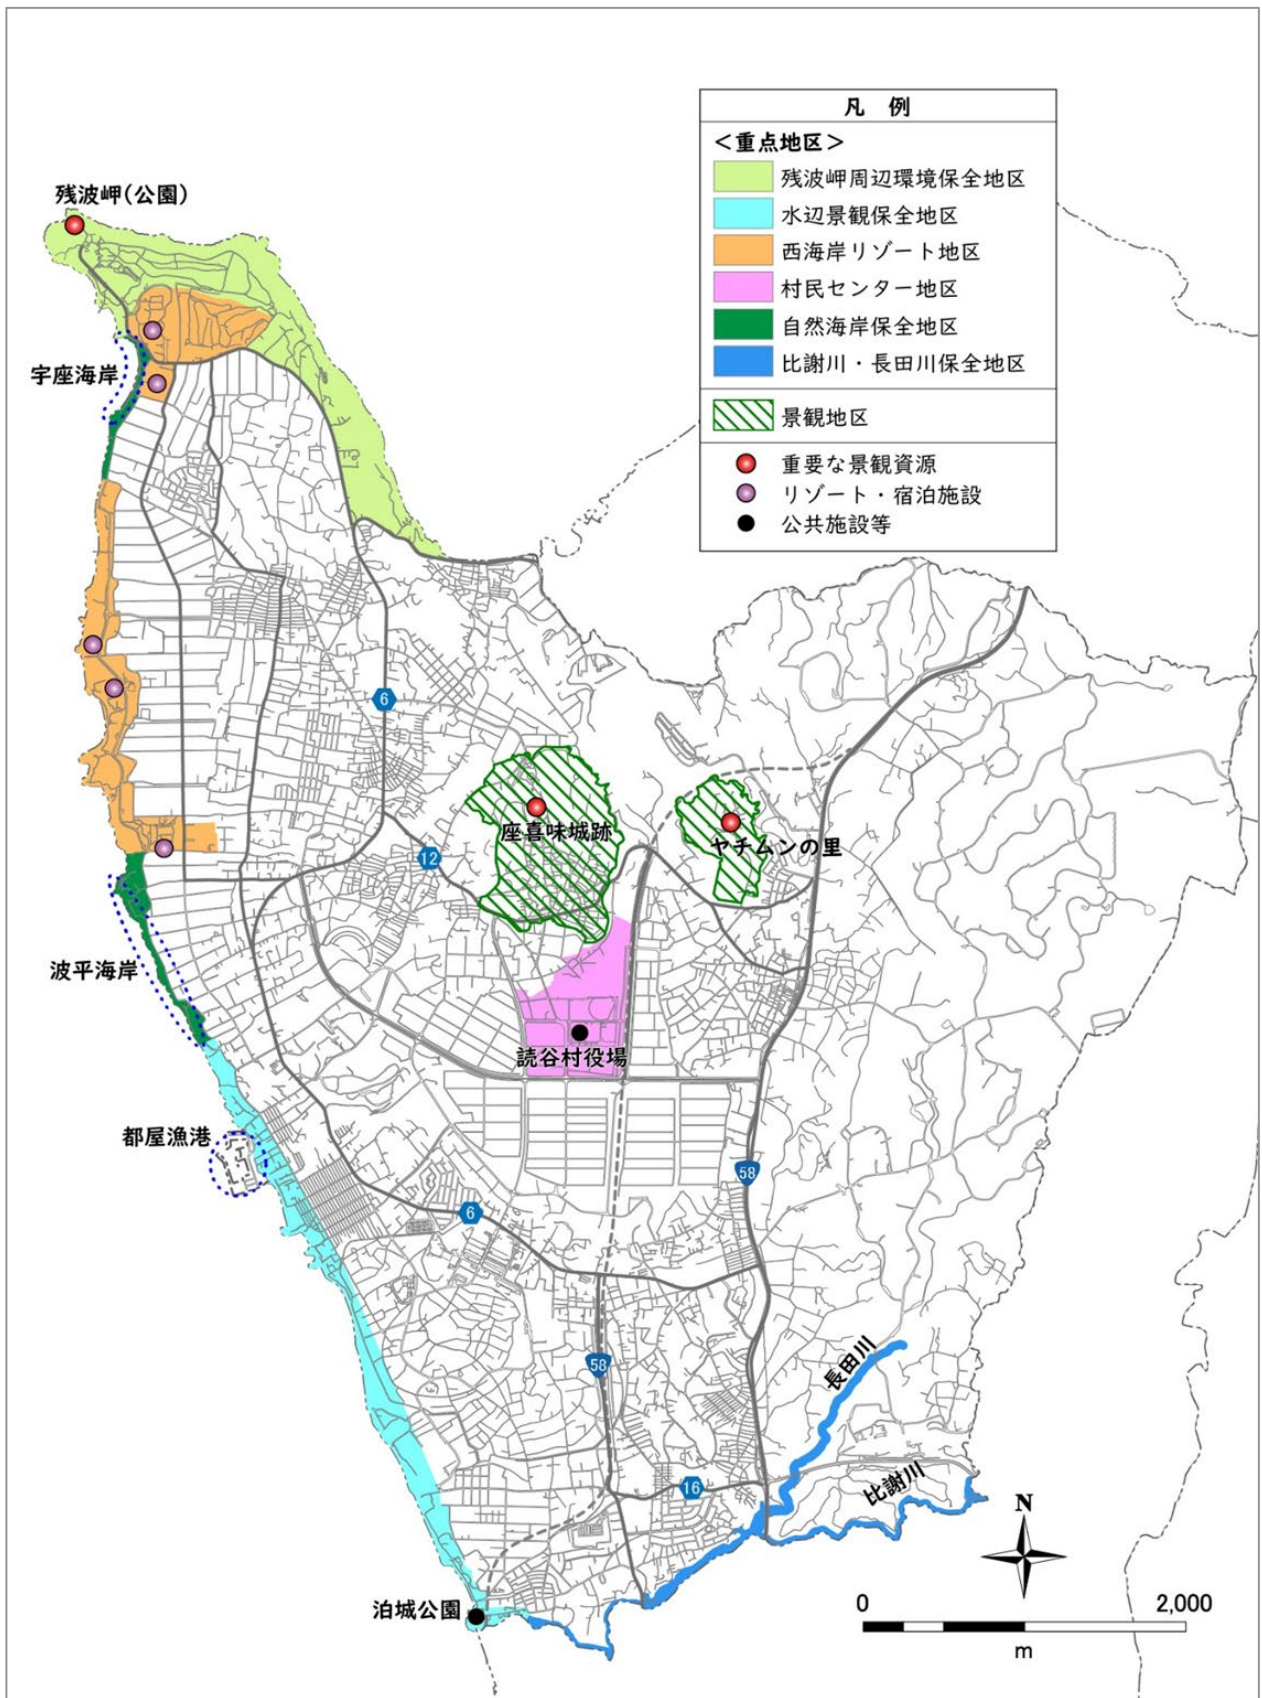 凡　例
＜重点地区＞
残波岬周辺環境保全地区
水辺景観保全地区
西海岸リゾート地区
村民センター地区
自然海岸保全地区
比謝川・長田川保全地区
景観地区
重要な景観資源
リゾート・宿泊施設
公共施設等
残波岬(公園)
宇座海岸
6
座喜味城跡
ヤチムンの里
12
波平海岸
読谷村役場
都屋漁港
58
6
長田川
58
比謝川
16
N
泊城公園
0 2,000
m